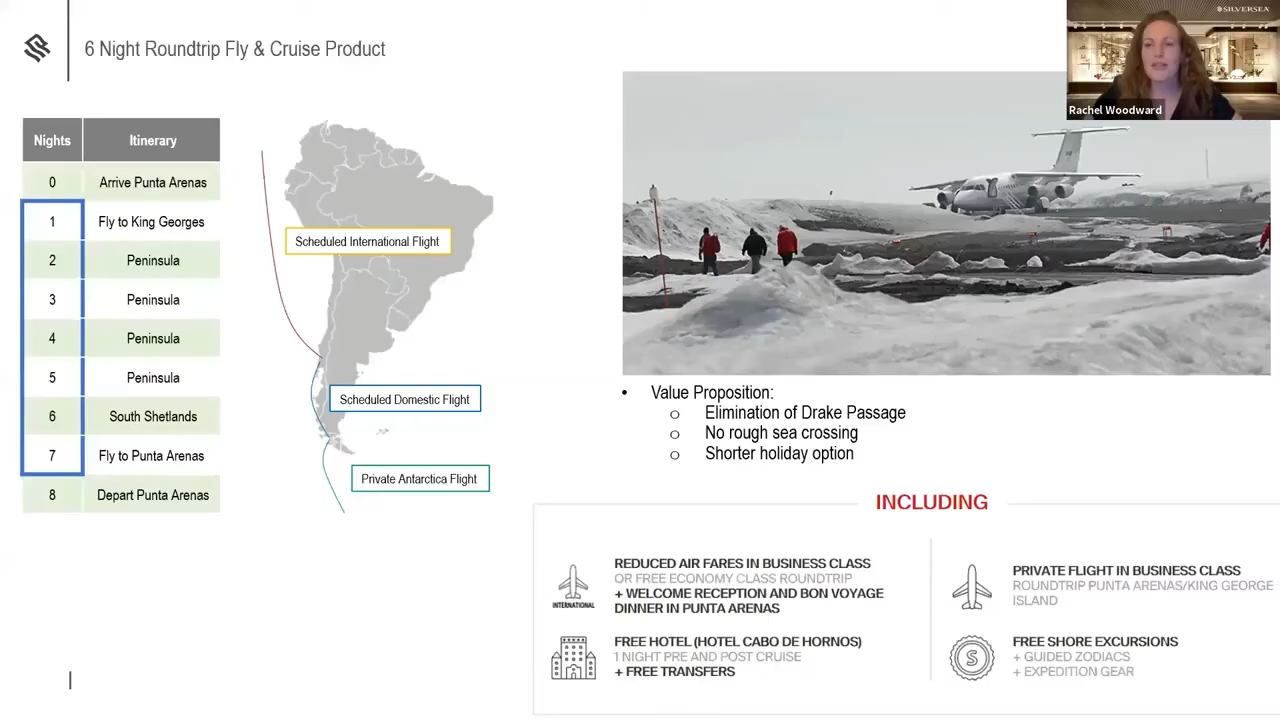 6 Night Roundtrip Fly & Cruise Product
SILVERSEA
Rachel Woodward
Nights Itinerary
0 Arrive Punta Arenas
1 Fly to King Georges
2 Peninsula
3 Peninsula
4 Peninsula
5 Peninsula
6 South Shetlands
7 Fly to Punta Arenas
8 Depart Punta Arenas
Scheduled International Flight
Scheduled Domestic Flight
Private Antarctica Flight
• Value Proposition:
o Elimination of Drake Passage
o No rough sea crossing
o Shorter holiday option
INCLUDING
INTERNATIONAL
REDUCED AIR FARES IN BUSINESS CLASS
OR FREE ECONOMY CLASS ROUNDTRIP
+ WELCOME RECEPTION AND BON VOYAGE
DINNER IN PUNTA ARENAS
PRIVATE FLIGHT IN BUSINESS CLASS
ROUNDTRIP PUNTA ARENAS/KING GEORGE
ISLAND
FREE HOTEL (HOTEL CABO DE HORNOS)
1 NIGHT PRE AND POST CRUISE
+ FREE TRANSFERS
S
FREE SHORE EXCURSIONS
+ GUIDED ZODIACS
+ EXPEDITION GEAR